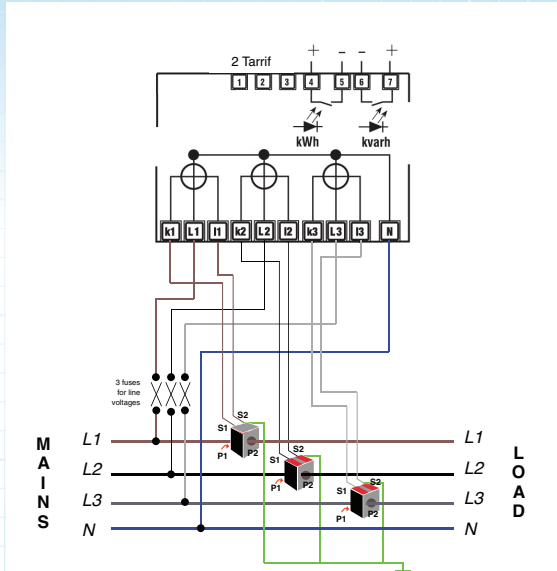 2 Tarrif
+ – – +
1 2 3 4 5 6 7
kWh kvarh
k1 L1 l1 k2 L2 l2 k3 L3 l3 N
3 fuses
for line
voltages
S1 S2
P1 P2
S1 S2
P1 P2
S1 S2
P1 P2
MAINS
L1 L1
L2 L2
L3 L3
N N
LOAD